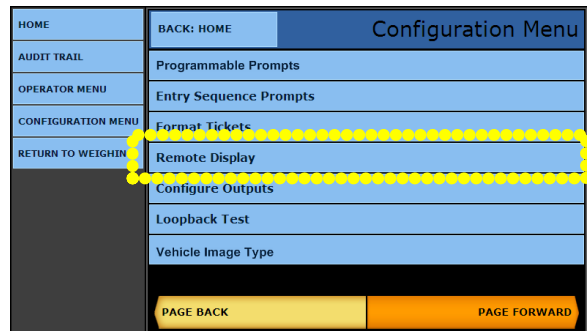 HOME
AUDIT TRAIL
OPERATOR MENU
CONFIGURATION MENU
RETURN TO WEIGHING
BACK: HOME
Configuration Menu
Programmable Prompts
Entry Sequence Prompts
Format Tickets
Remote Display
Configure Outputs
Loopback Test
Vehicle Image Type
PAGE BACK
PAGE FORWARD